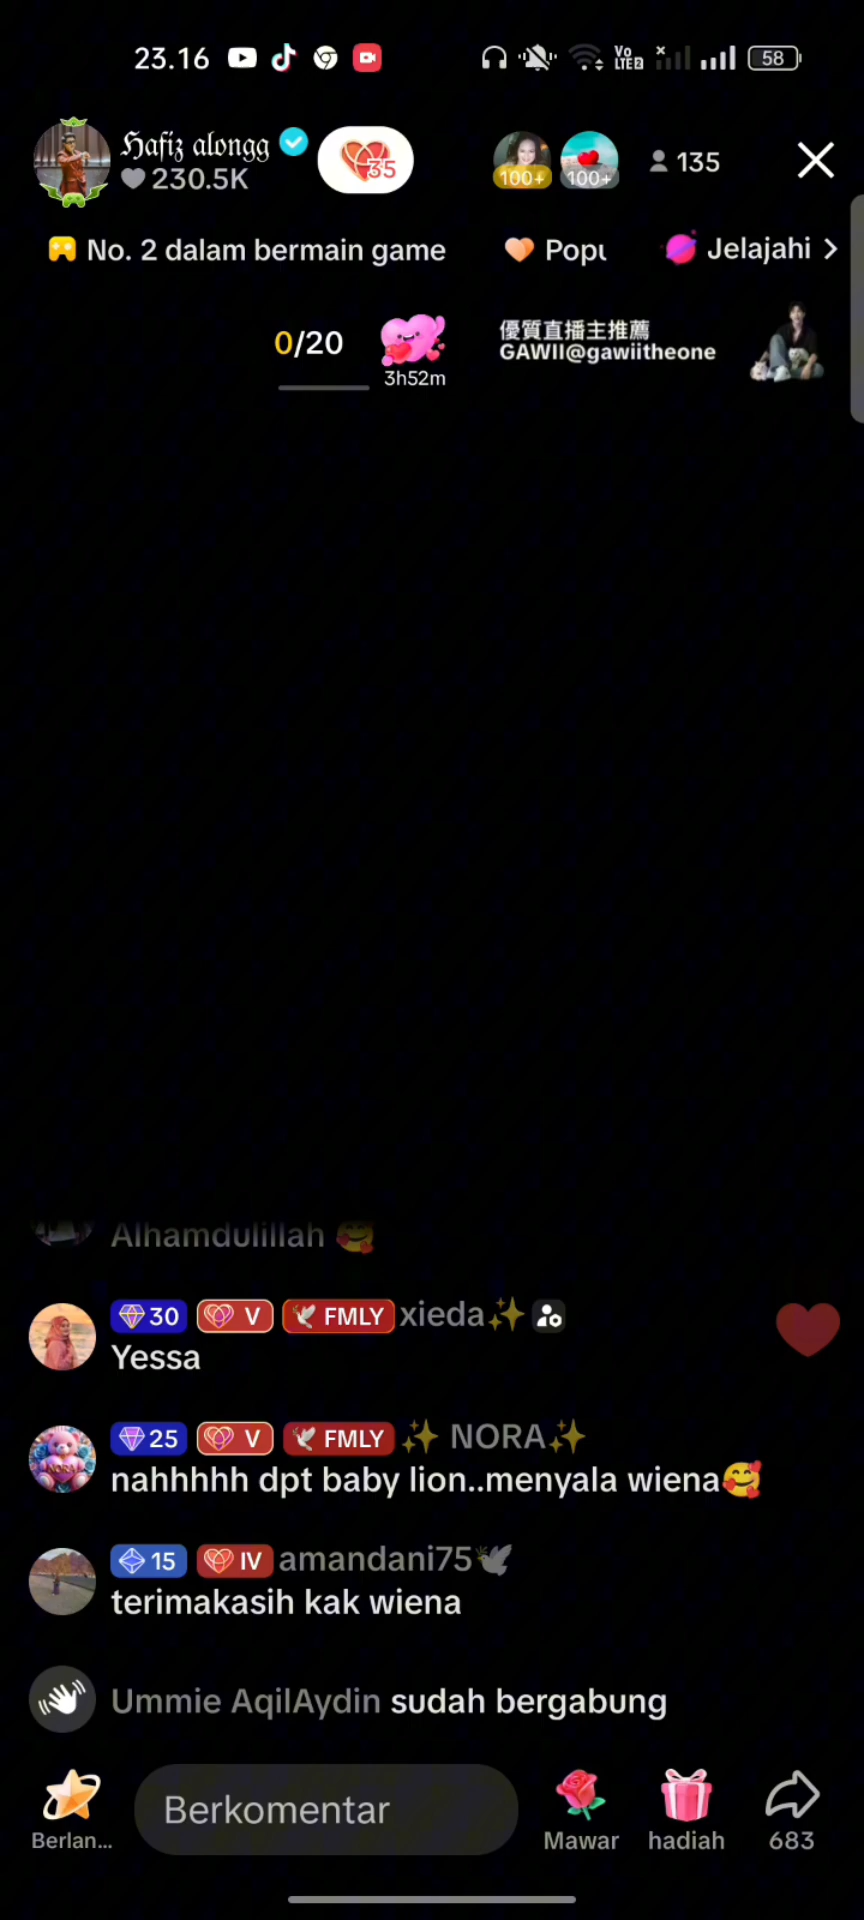 23.16
Vo LTE2
58
Hafiz alongg
230.5K
35
100+
100+
135
No. 2 dalam bermain game
Popu
Jelajahi
0/20
3h52m
優質直播主推薦
GAWII@gawiitheone
Alhamdulillah 🥰
30 V FMLY xieda✨
Yessa
25 V FMLY ✨ NORA✨
nahhhhh dpt baby lion..menyala wiena🥰
15 IV amandani75🕊
terimakasih kak wiena
Ummie AqilAydin sudah bergabung
Berkomentar
Berlan...
Mawar
hadiah
683